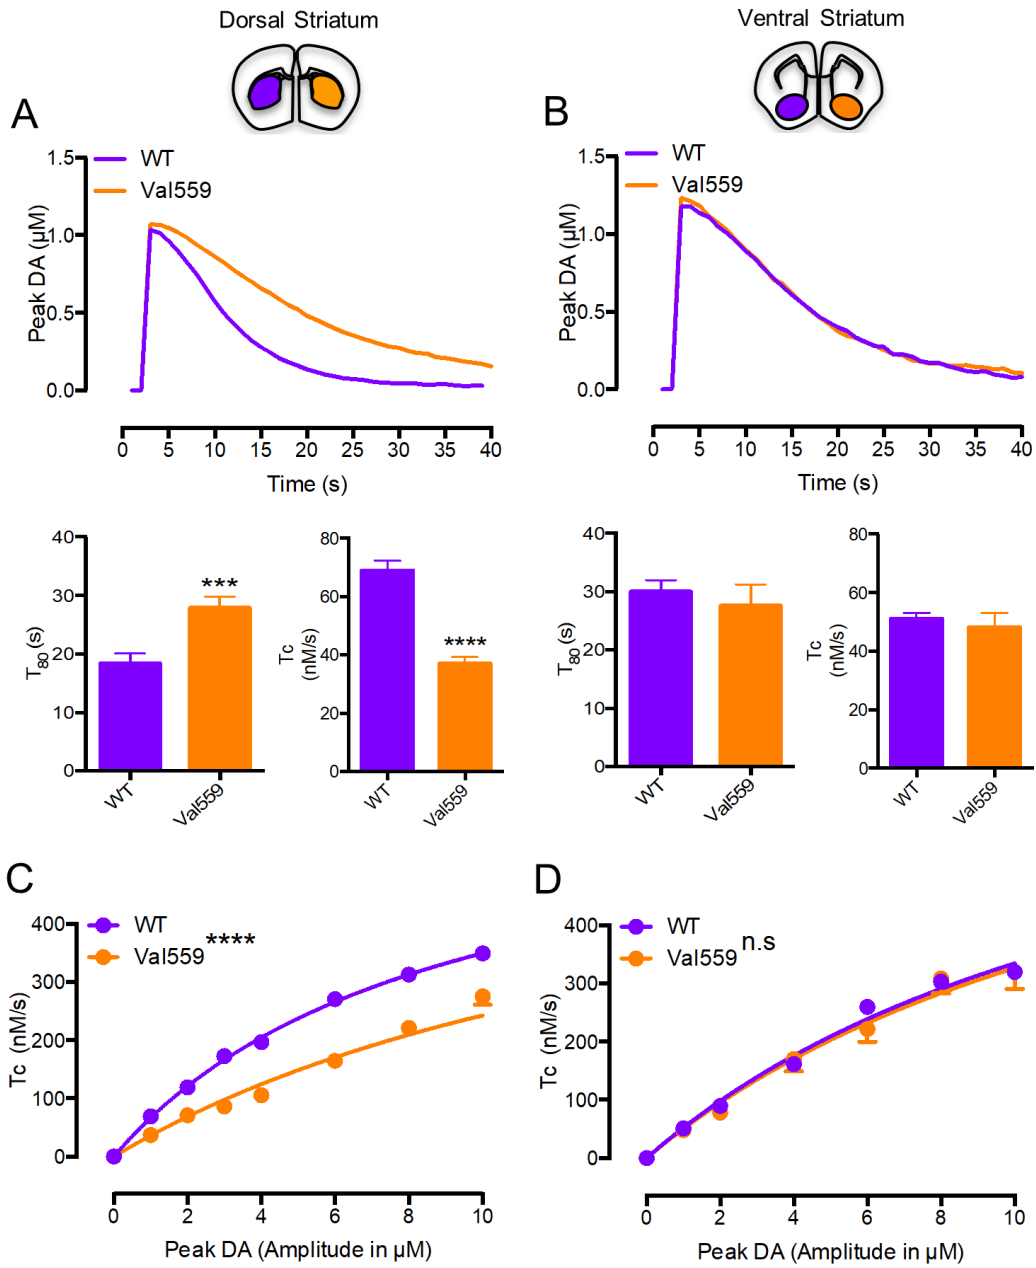 Dorsal Striatum
Ventral Striatum
A
WT
Val559
1.5
1.0
0.5
0.0
Peak DA (µM)
0 5 10 15 20 25 30 35 40
Time (s)
B
WT
Val559
1.5
1.0
0.5
0.0
Peak DA (µM)
0 5 10 15 20 25 30 35 40
Time (s)
40
30
20
10
0
T80 (s)
***
WT
Val559
80
60
40
20
0
Tc
(nM/s)
****
WT
Val559
40
30
20
10
0
T80 (s)
WT
Val559
80
60
40
20
0
Tc
(nM/s)
WT
Val559
C
WT
Val559
****
400
300
200
100
0
Tc (nM/s)
0 2 4 6 8 10
Peak DA (Amplitude in µM)
D
WT
Val559
n.s
400
300
200
100
0
Tc (nM/s)
0 2 4 6 8 10
Peak DA (Amplitude in µM)